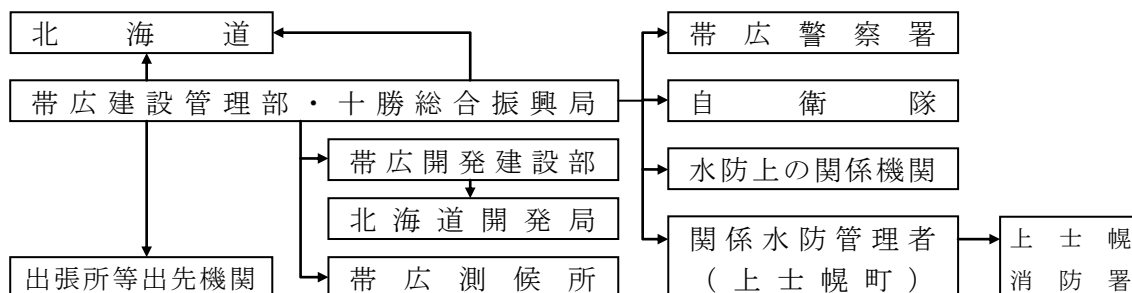 北海道
帯広警察署
帯広建設管理部・十勝総合振興局
自衛隊
帯広開発建設部
水防上の関係機関
北海道開発局
関係水防管理者
(上士幌町)
上士幌
消防署
出張所等出先機関
帯広測候所